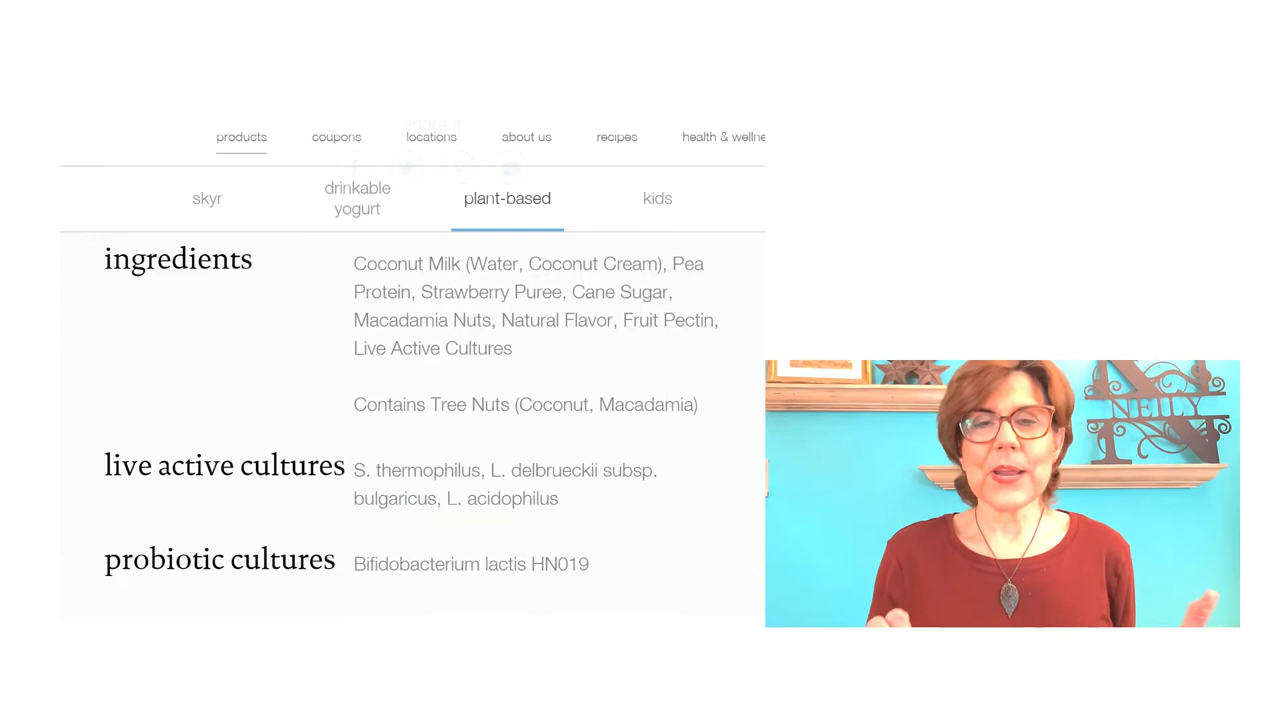 products coupons locations about us recipes health & wellne
skyr drinkable yogurt plant-based kids
ingredients
Coconut Milk (Water, Coconut Cream), Pea
Protein, Strawberry Puree, Cane Sugar,
Macadamia Nuts, Natural Flavor, Fruit Pectin,
Live Active Cultures
Contains Tree Nuts (Coconut, Macadamia)
live active cultures S. thermophilus, L. delbrueckii subsp.
bulgaricus, L. acidophilus
probiotic cultures Bifidobacterium lactis HN019
NEILY